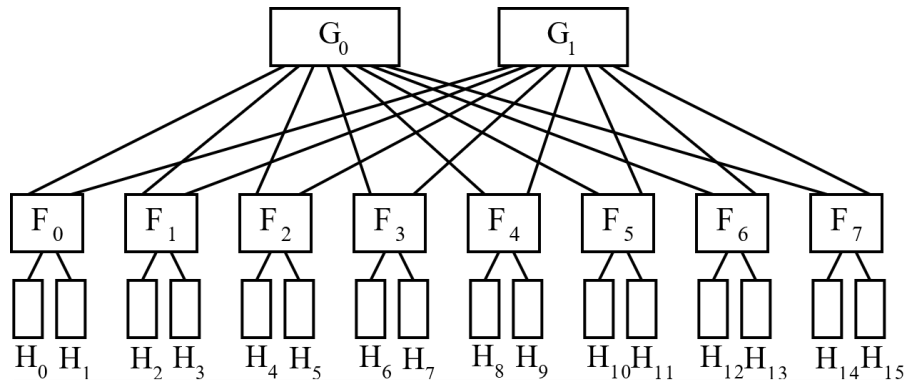 G₀ G₁
F₀ F₁ F₂ F₃ F₄ F₅ F₆ F₇
H₀ H₁ H₂ H₃ H₄ H₅ H₆ H₇ H₈ H₉ H₁₀ H₁₁ H₁₂ H₁₃ H₁₄ H₁₅